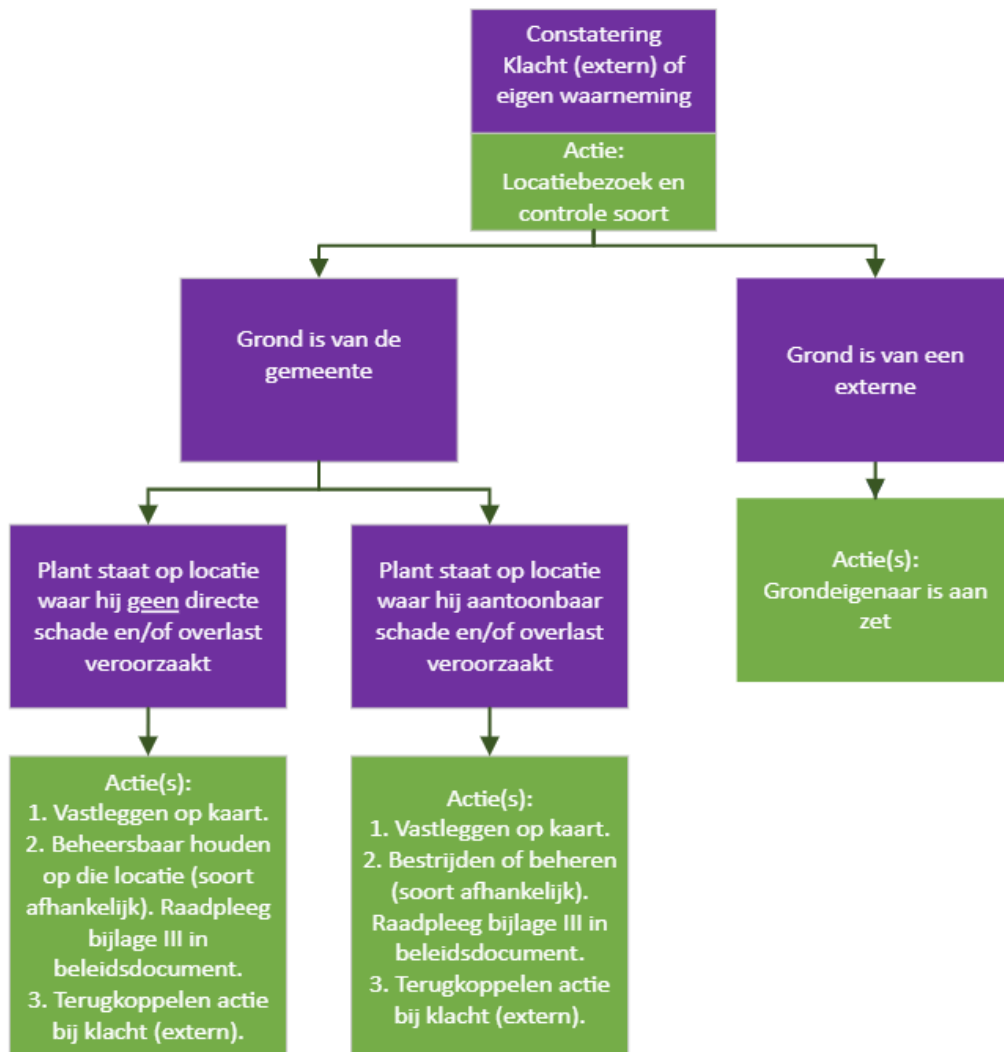 Constatering
Klacht (extern) of
eigen waarneming
Actie:
Locatiebezoek en
controle soort
Grond is van de
gemeente
Grond is van een
externe
Plant staat op locatie
waar hij geen directe
schade en/of overlast
veroorzaakt
Plant staat op locatie
waar hij aantoonbaar
schade en/of overlast
veroorzaakt
Actie(s):
Grondeigenaar is aan
zet
Actie(s):
1. Vastleggen op kaart.
2. Beheersbaar houden
op die locatie (soort
afhankelijk). Raadpleeg
bijlage III in
beleidsdocument.
3. Terugkoppelen actie
bij klacht (extern).
Actie(s):
1. Vastleggen op kaart.
2. Bestrijden of beheren
(soort afhankelijk).
Raadpleeg bijlage III in
beleidsdocument.
3. Terugkoppelen actie
bij klacht (extern).